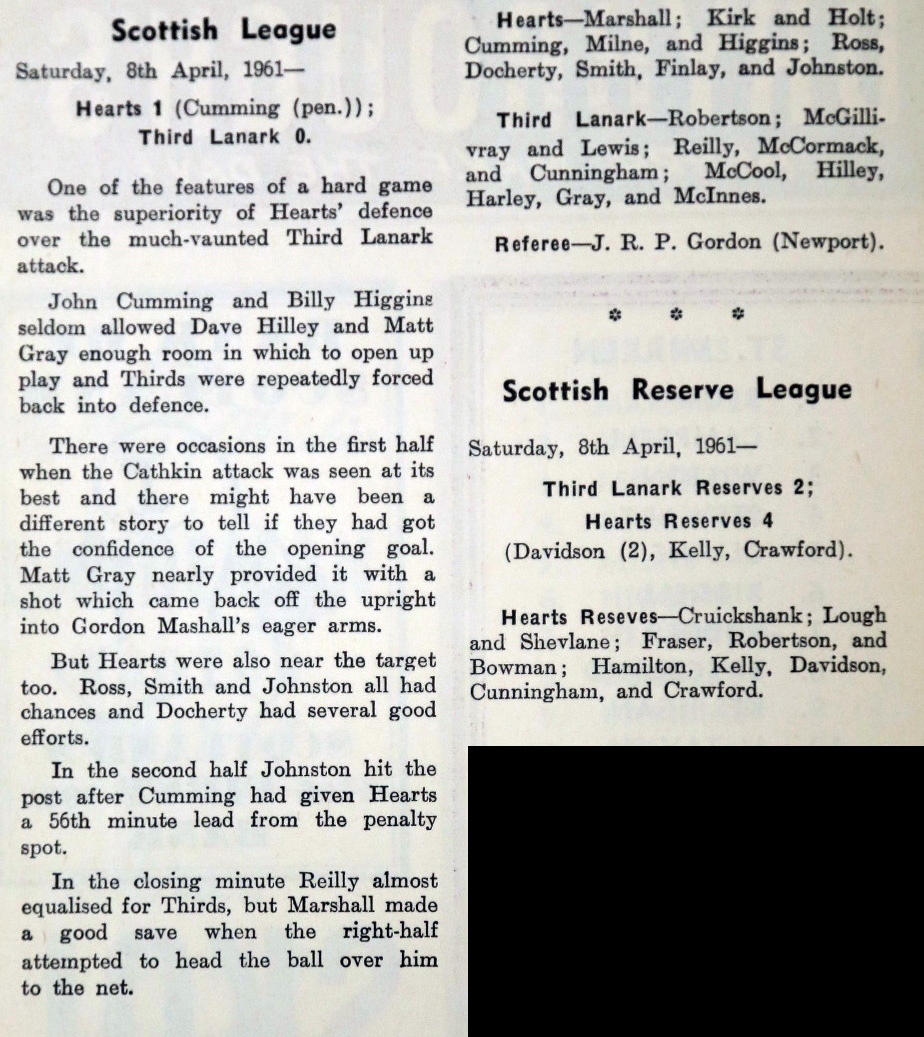 Scottish League
Saturday, 8th April, 1961—
Hearts 1 (Cumming (pen.));
Third Lanark 0.
One of the features of a hard game
was the superiority of Hearts' defence
over the much-vaunted Third Lanark
attack.
John Cumming and Billy Higgins
seldom allowed Dave Hilley and Matt
Gray enough room in which to open up
play and Thirds were repeatedly forced
back into defence.
There were occasions in the first half
when the Cathkin attack was seen at its
best and there might have been a
different story to tell if they had got
the confidence of the opening goal.
Matt Gray nearly provided it with a
shot which came back off the upright
into Gordon Mashall's eager arms.
But Hearts were also near the target
too. Ross, Smith and Johnston all had
chances and Docherty had several good
efforts.
In the second half Johnston hit the
post after Cumming had given Hearts
a 56th minute lead from the penalty
spot.
In the closing minute Reilly almost
equalised for Thirds, but Marshall made
a good save when the right-half
attempted to head the ball over him
to the net.
Hearts—Marshall; Kirk and Holt;
Cumming, Milne, and Higgins; Ross,
Docherty, Smith, Finlay, and Johnston.
Third Lanark—Robertson; McGilli-
vray and Lewis; Reilly, McCormack,
and Cunningham; McCool, Hilley,
Harley, Gray, and McInnes.
Referee—J. R. P. Gordon (Newport).
* * *
Scottish Reserve League
Saturday, 8th April, 1961—
Third Lanark Reserves 2;
Hearts Reserves 4
(Davidson (2), Kelly, Crawford).
Hearts Reseves—Cruickshank; Lough
and Shevlane; Fraser, Robertson, and
Bowman; Hamilton, Kelly, Davidson,
Cunningham, and Crawford.